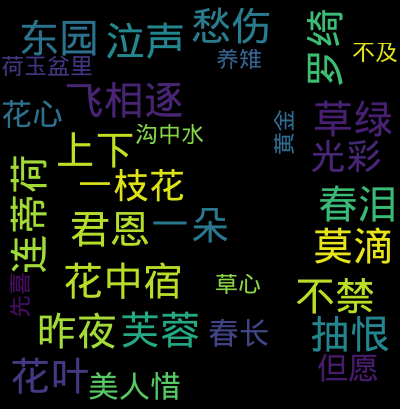 东园
泣声
愁伤
罗绮
不及
养雉
荷玉盆里
花心
飞相逐
沟中水
黄金
草绿
光彩
上下
一枝花
连蒂荷
君恩
一朵
春泪
莫滴
花中宿
草心
先喜
不禁
昨夜
芙蓉
春长
抽恨
但愿
花叶
美人惜